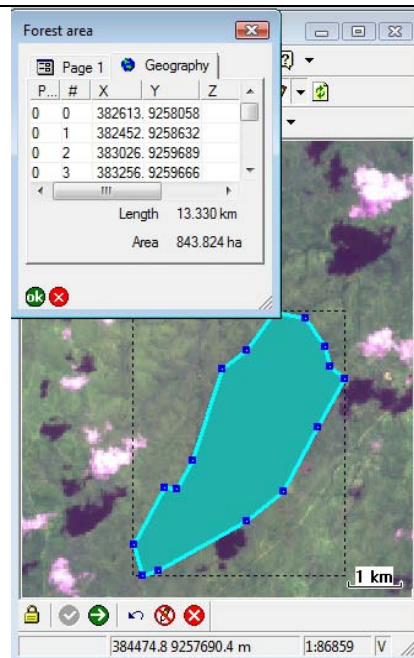 Forest area
Page 1 Geography
P... # X Y Z
0 0 382613. 9258058
0 1 382452. 9258632
0 2 383026. 9259689
0 3 383256. 9259666
Length 13.330 km
Area 843.824 ha
ok
1 km
384474.8 9257690.4 m 1:86859 V